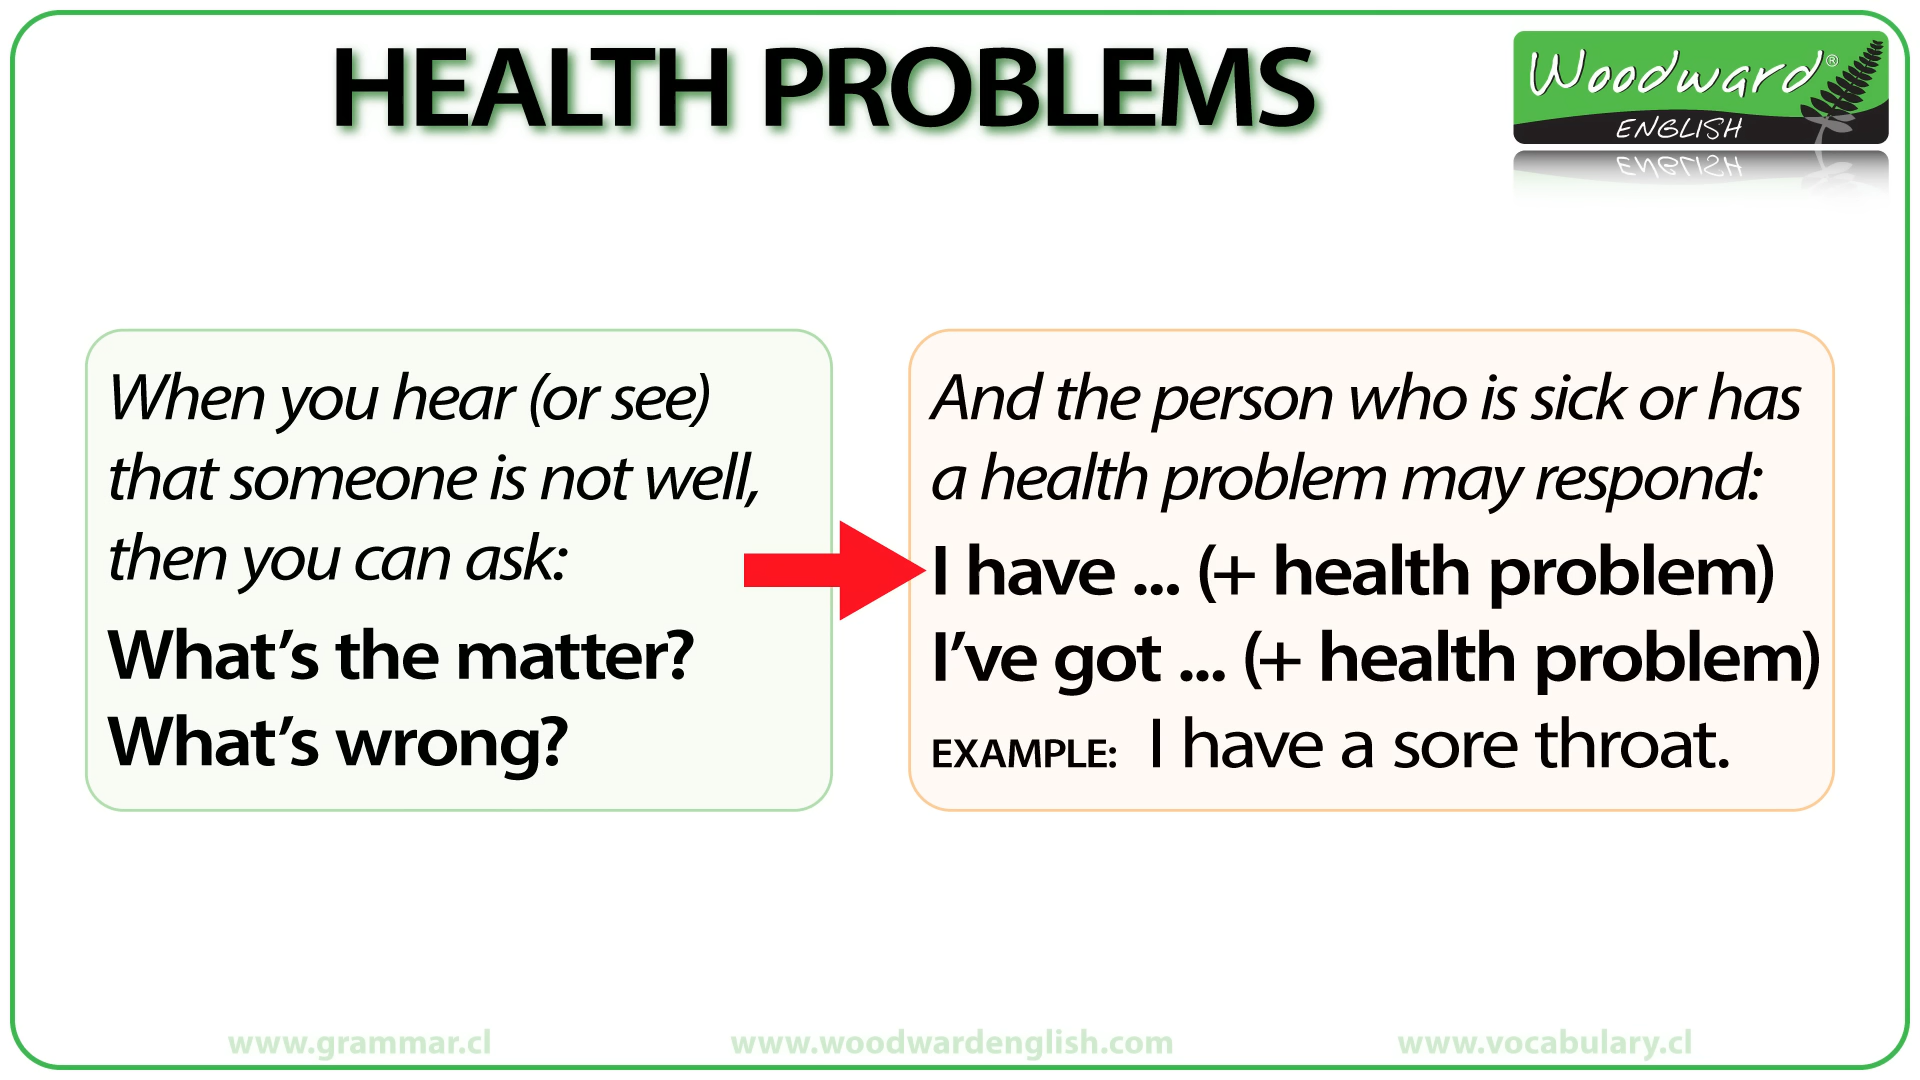 HEALTH PROBLEMS
Woodward®
ENGLISH
When you hear (or see)
that someone is not well,
then you can ask:
What’s the matter?
What’s wrong?
And the person who is sick or has
a health problem may respond:
I have ... (+ health problem)
I’ve got ... (+ health problem)
EXAMPLE: I have a sore throat.
www.grammar.cl
www.woodwardenglish.com
www.vocabulary.cl